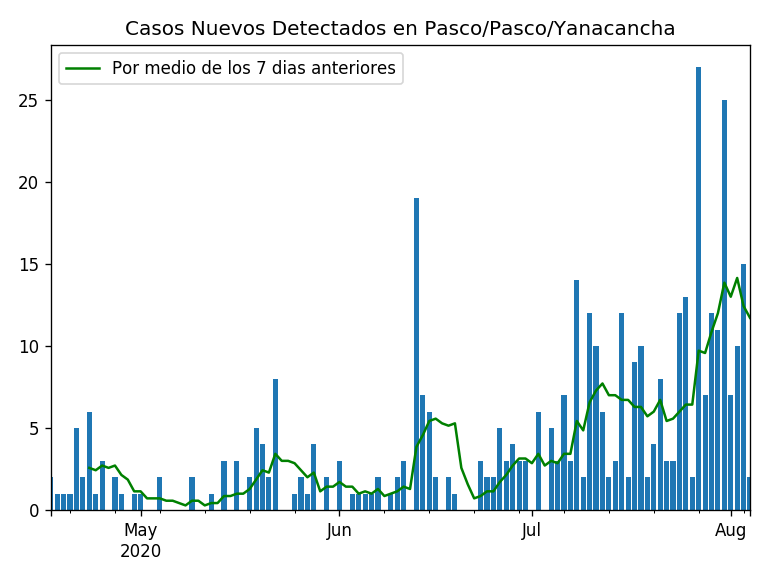 Casos Nuevos Detectados en Pasco/Pasco/Yanacancha
Por medio de los 7 dias anteriores
25
20
15
10
5
0
May Jun Jul Aug
2020